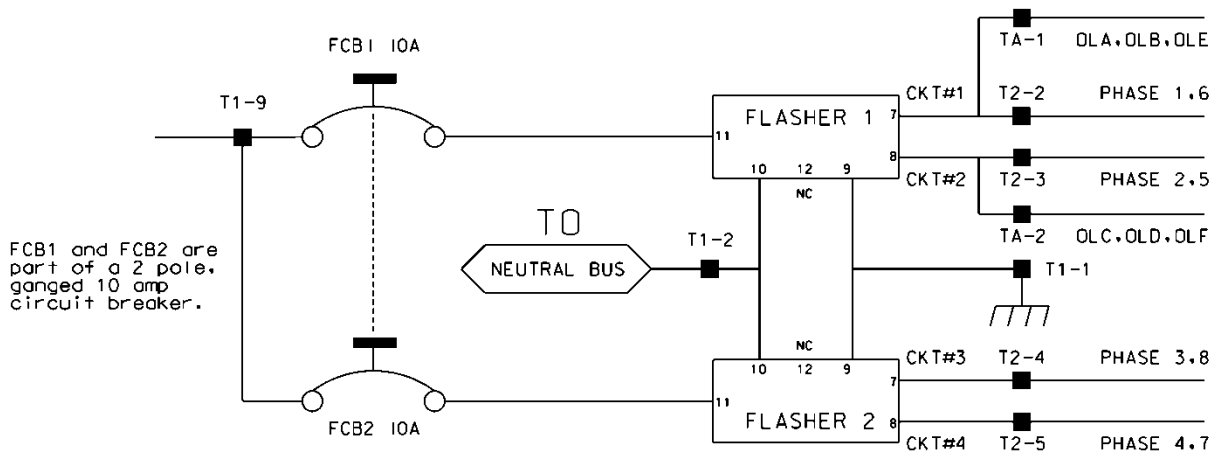 FCB1 10A
T1-9
TA-1 OLA,OLB,OLE
CKT#1 T2-2 PHASE 1,6
FLASHER 1
7
11
8
10 12 9
NC
CKT#2 T2-3 PHASE 2,5
TA-2 OLC,OLD,OLF
TO
NEUTRAL BUS
T1-2
T1-1
FCB1 and FCB2 are
part of a 2 pole,
ganged 10 amp
circuit breaker.
NC
10 12 9
CKT#3 T2-4 PHASE 3,8
7
11
FLASHER 2
8
FCB2 10A
CKT#4 T2-5 PHASE 4,7